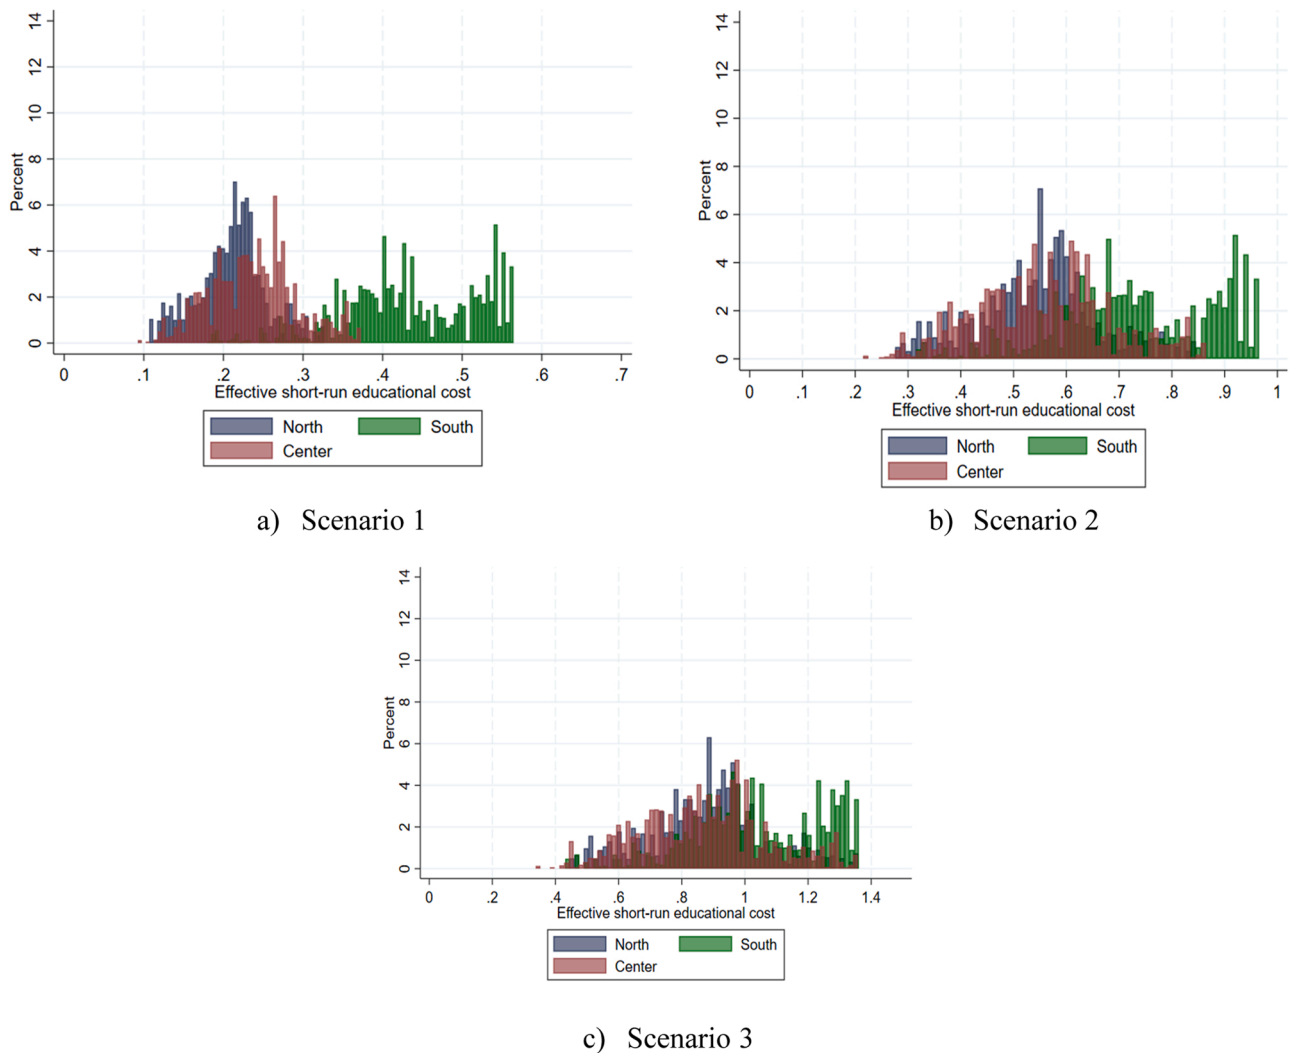 14
12
10
8
6
4
2
0
Percent
0 .1 .2 .3 .4 .5 .6 .7
Effective short-run educational cost
North South
Center
a) Scenario 1
14
12
10
8
6
4
2
0
Percent
0 .1 .2 .3 .4 .5 .6 .7 .8 .9 1
Effective short-run educational cost
North South
Center
b) Scenario 2
14
12
10
8
6
4
2
0
Percent
0 .2 .4 .6 .8 1 1.2 1.4
Effective short-run educational cost
North South
Center
c) Scenario 3